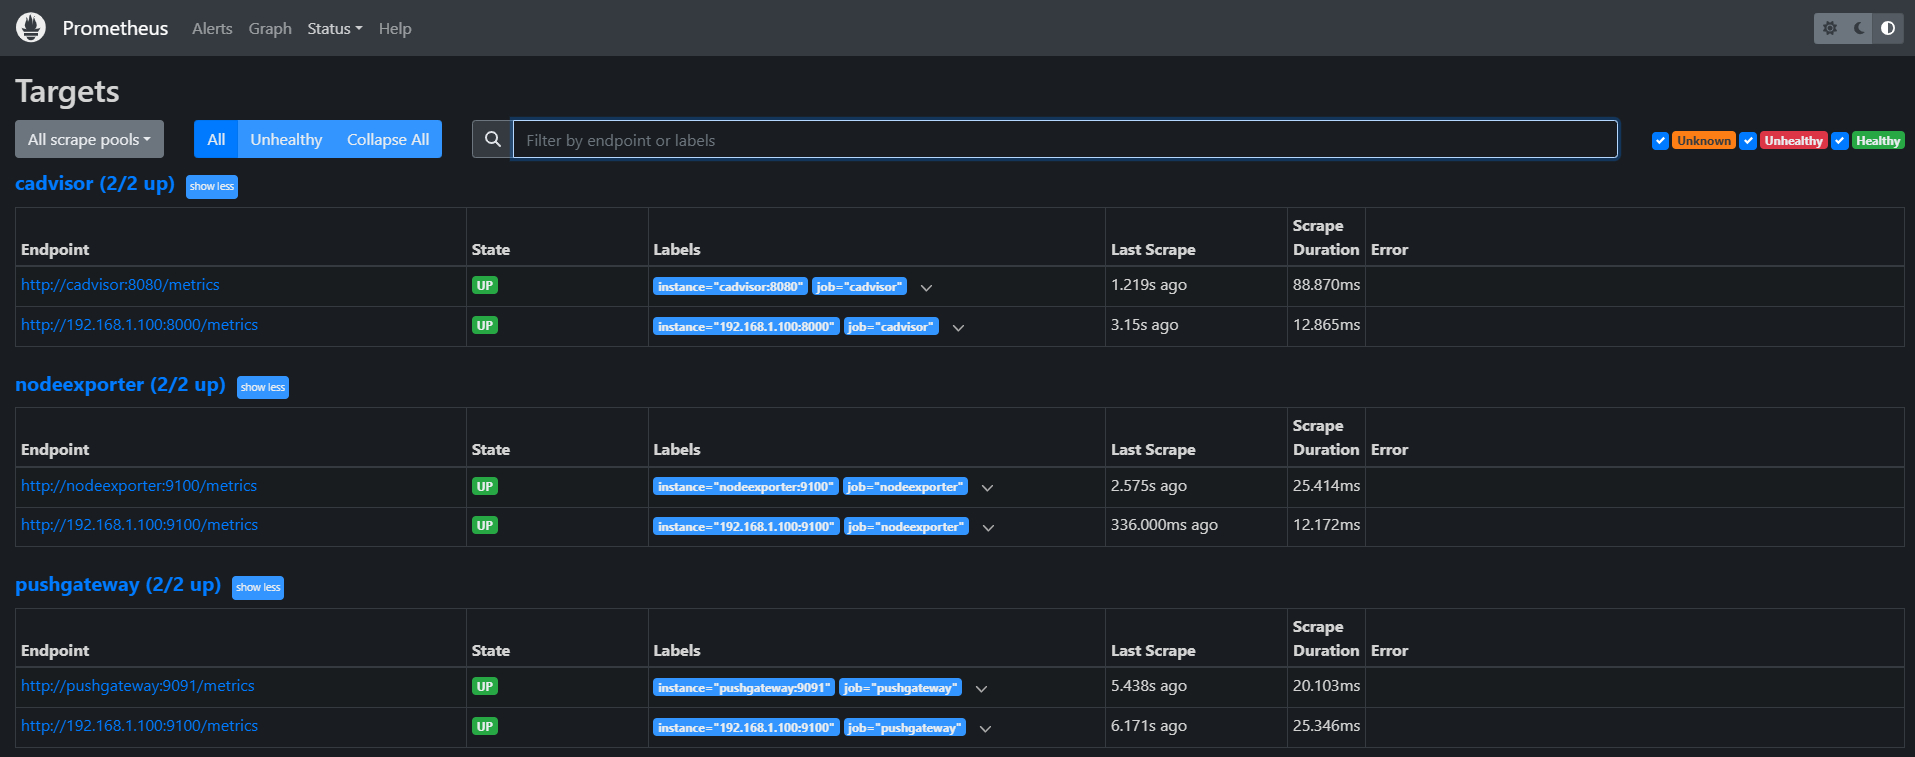 Prometheus Alerts Graph Status Help
Targets
All scrape pools All Unhealthy Collapse All Filter by endpoint or labels Unknown Unhealthy Healthy
cadvisor (2/2 up) show less
Endpoint State Labels Last Scrape Scrape Duration Error
http://cadvisor:8080/metrics UP instance="cadvisor:8080" job="cadvisor" 1.219s ago 88.870ms
http://192.168.1.100:8000/metrics UP instance="192.168.1.100:8000" job="cadvisor" 3.15s ago 12.865ms
nodeexporter (2/2 up) show less
Endpoint State Labels Last Scrape Scrape Duration Error
http://nodeexporter:9100/metrics UP instance="nodeexporter:9100" job="nodeexporter" 2.575s ago 25.414ms
http://192.168.1.100:9100/metrics UP instance="192.168.1.100:9100" job="nodeexporter" 336.000ms ago 12.172ms
pushgateway (2/2 up) show less
Endpoint State Labels Last Scrape Scrape Duration Error
http://pushgateway:9091/metrics UP instance="pushgateway:9091" job="pushgateway" 5.438s ago 20.103ms
http://192.168.1.100:9100/metrics UP instance="192.168.1.100:9100" job="pushgateway" 6.171s ago 25.346ms